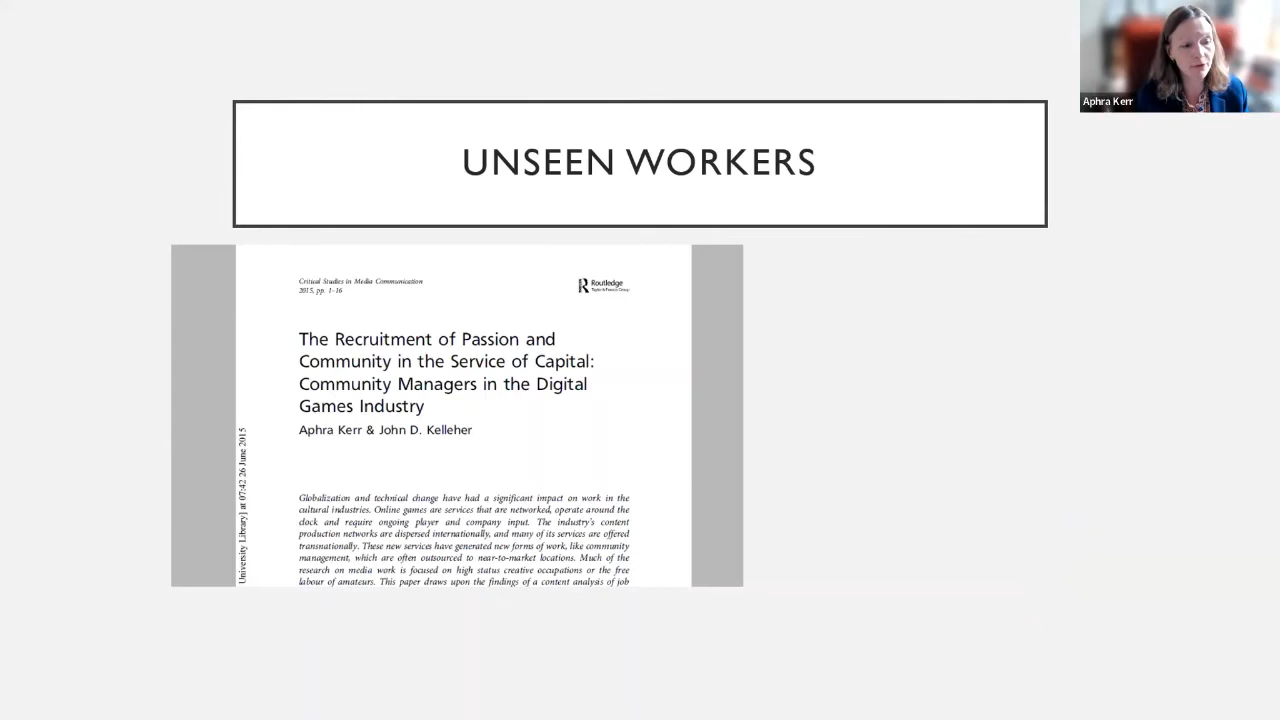 Aphra Kerr
UNSEEN WORKERS
Critical Studies in Media Communication
2015, pp. 1–16
Routledge
Taylor & Francis Group
The Recruitment of Passion and
Community in the Service of Capital:
Community Managers in the Digital
Games Industry
Aphra Kerr & John D. Kelleher
University Library] at 07:42 26 June 2015
Globalization and technical change have had a significant impact on work in the
cultural industries. Online games are services that are networked, operate around the
clock and require ongoing player and company input. The industry's content
production networks are dispersed internationally, and many of its services are offered
transnationally. These new services have generated new forms of work, like community
management, which are often outsourced to near-to-market locations. Much of the
research on media work is focused on high status creative occupations or the free
labour of amateurs. This paper draws upon the findings of a content analysis of job